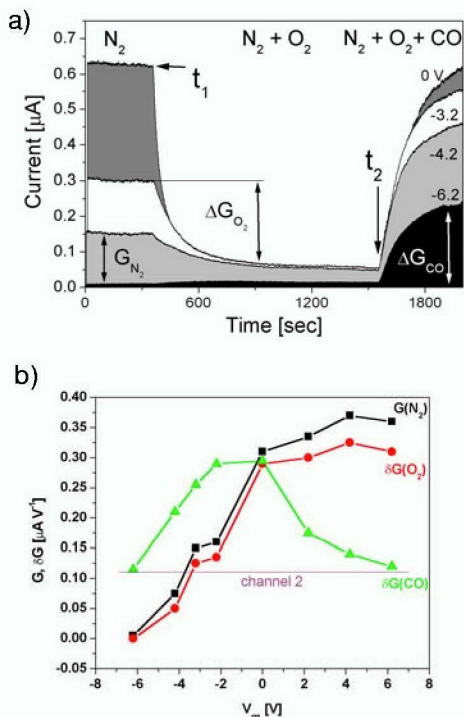 a)
N₂ N₂ + O₂ N₂ + O₂ + CO
0.7
0.6
0.5
0.4
0.3
0.2
0.1
0.0
Current [μA]
t₁
t₂
0 V
-3.2
-4.2
-6.2
ΔG_O₂
G_N₂
ΔG_CO
0 600 1200 1800
Time [sec]
b)
0.40
0.35
0.30
0.25
0.20
0.15
0.10
0.05
0.00
-0.05
G, δG [μA V⁻¹]
G(N₂)
δG(O₂)
channel 2
δG(CO)
-8 -6 -4 -2 0 2 4 6 8
[V]